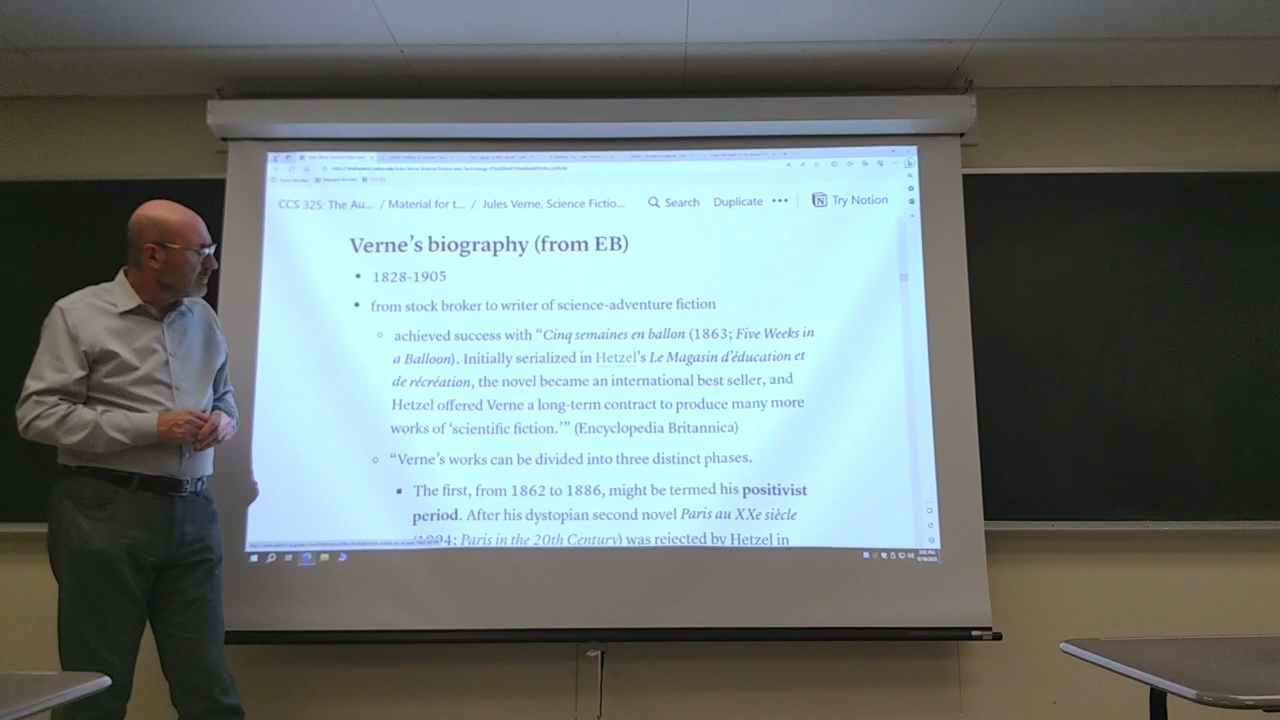 CCS 325: The Au... / Material for t... / Jules Verne, Science Fictio... Search Duplicate ••• Try Notion
Verne's biography (from EB)
• 1828-1905
• from stock broker to writer of science-adventure fiction
◦ achieved success with "Cinq semaines en ballon (1863; Five Weeks in
a Balloon). Initially serialized in Hetzel's Le Magasin d'éducation et
de récréation, the novel became an international best seller, and
Hetzel offered Verne a long-term contract to produce many more
works of 'scientific fiction.'" (Encyclopedia Britannica)
◦ "Verne's works can be divided into three distinct phases.
▪ The first, from 1862 to 1886, might be termed his positivist
period. After his dystopian second novel Paris au XXe siècle
Paris in the 20th Century) was rejected by Hetzel in